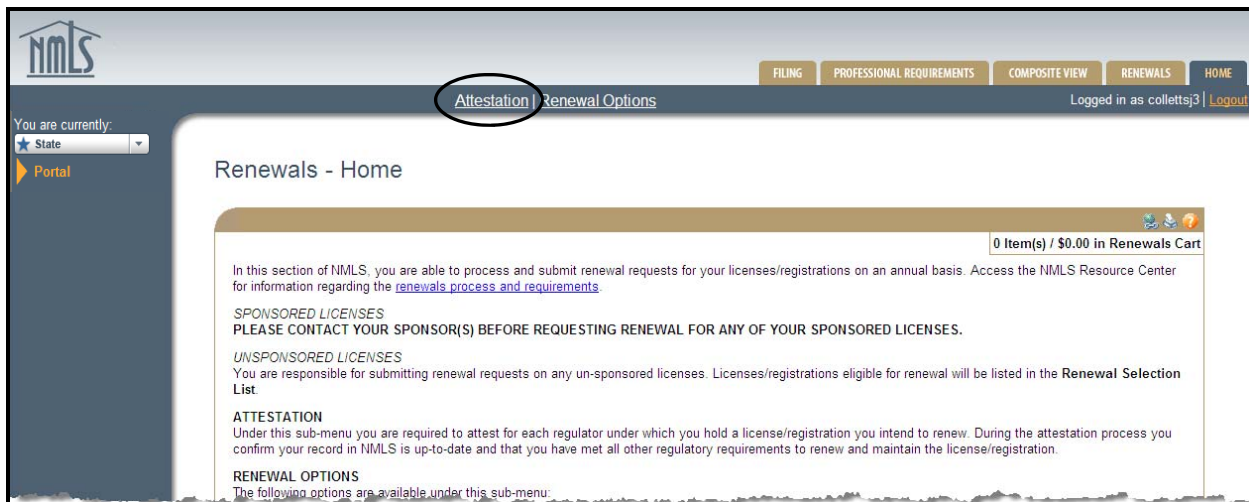 NMLS
FILING PROFESSIONAL REQUIREMENTS COMPOSITE VIEW RENEWALS HOME
Attestation | Renewal Options Logged in as collettsj3 | Logout
You are currently:
State
Portal
Renewals - Home
0 Item(s) / $0.00 in Renewals Cart
In this section of NMLS, you are able to process and submit renewal requests for your licenses/registrations on an annual basis. Access the NMLS Resource Center
for information regarding the renewals process and requirements.
SPONSORED LICENSES
PLEASE CONTACT YOUR SPONSOR(S) BEFORE REQUESTING RENEWAL FOR ANY OF YOUR SPONSORED LICENSES.
UNSPONSORED LICENSES
You are responsible for submitting renewal requests on any un-sponsored licenses. Licenses/registrations eligible for renewal will be listed in the Renewal Selection
List.
ATTESTATION
Under this sub-menu you are required to attest for each regulator under which you hold a license/registration you intend to renew. During the attestation process you
confirm your record in NMLS is up-to-date and that you have met all other regulatory requirements to renew and maintain the license/registration.
RENEWAL OPTIONS
The following options are available under this sub-menu: